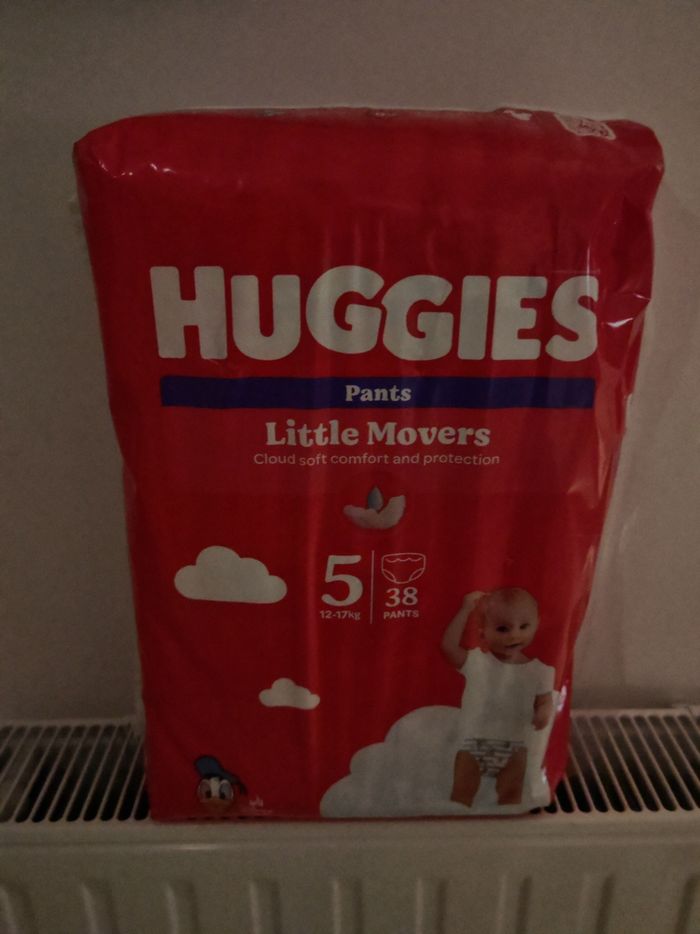 HUGGIES
Pants
Little Movers
Cloud soft comfort and protection
5
12-17kg
38
PANTS